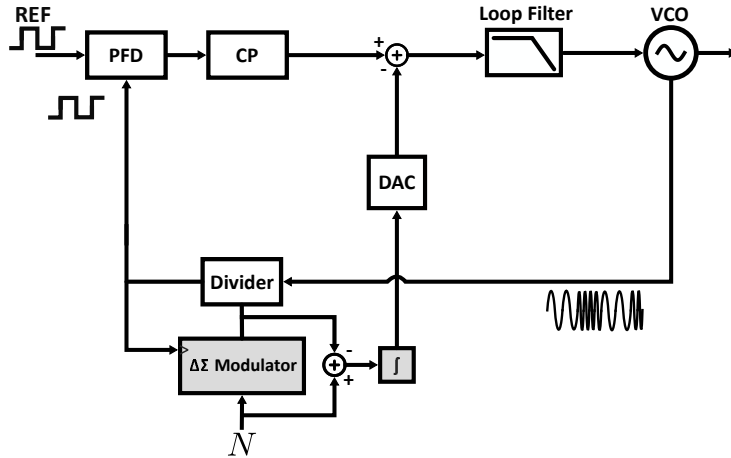 REF
Loop Filter
VCO
PFD
CP
+
+
-
DAC
Divider
ΔΣ Modulator
-
+
+
∫
N